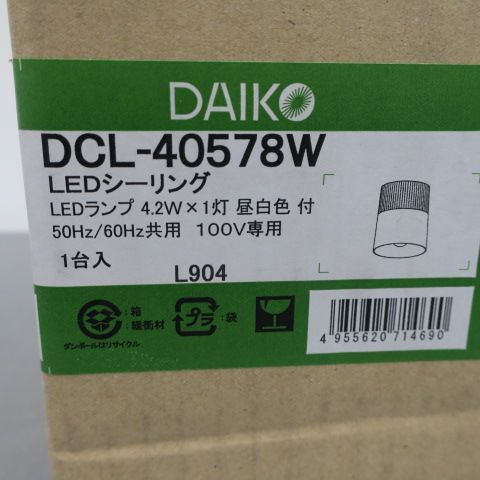 DAIKO
DCL-40578W
LEDシーリング
LEDランプ 4.2W×1灯 昼白色 付
50Hz/60Hz共用 100V専用
1台入
L904
:箱
:緩衝材
ダンボールはリサイクル
プラ
:袋
4 955620 714690